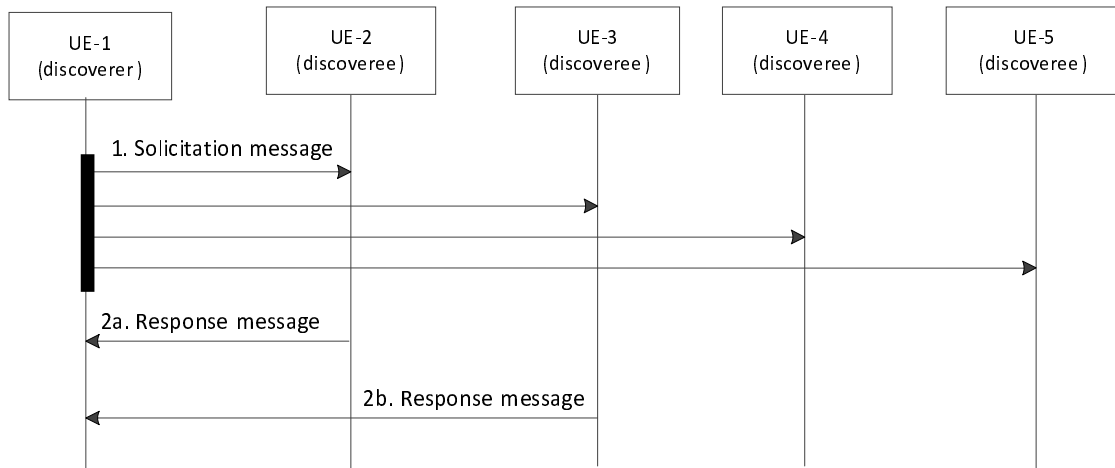 UE-1
(discoverer)
UE-2
(discoveree)
UE-3
(discoveree)
UE-4
(discoveree)
UE-5
(discoveree)
1. Solicitation message
2a. Response message
2b. Response message